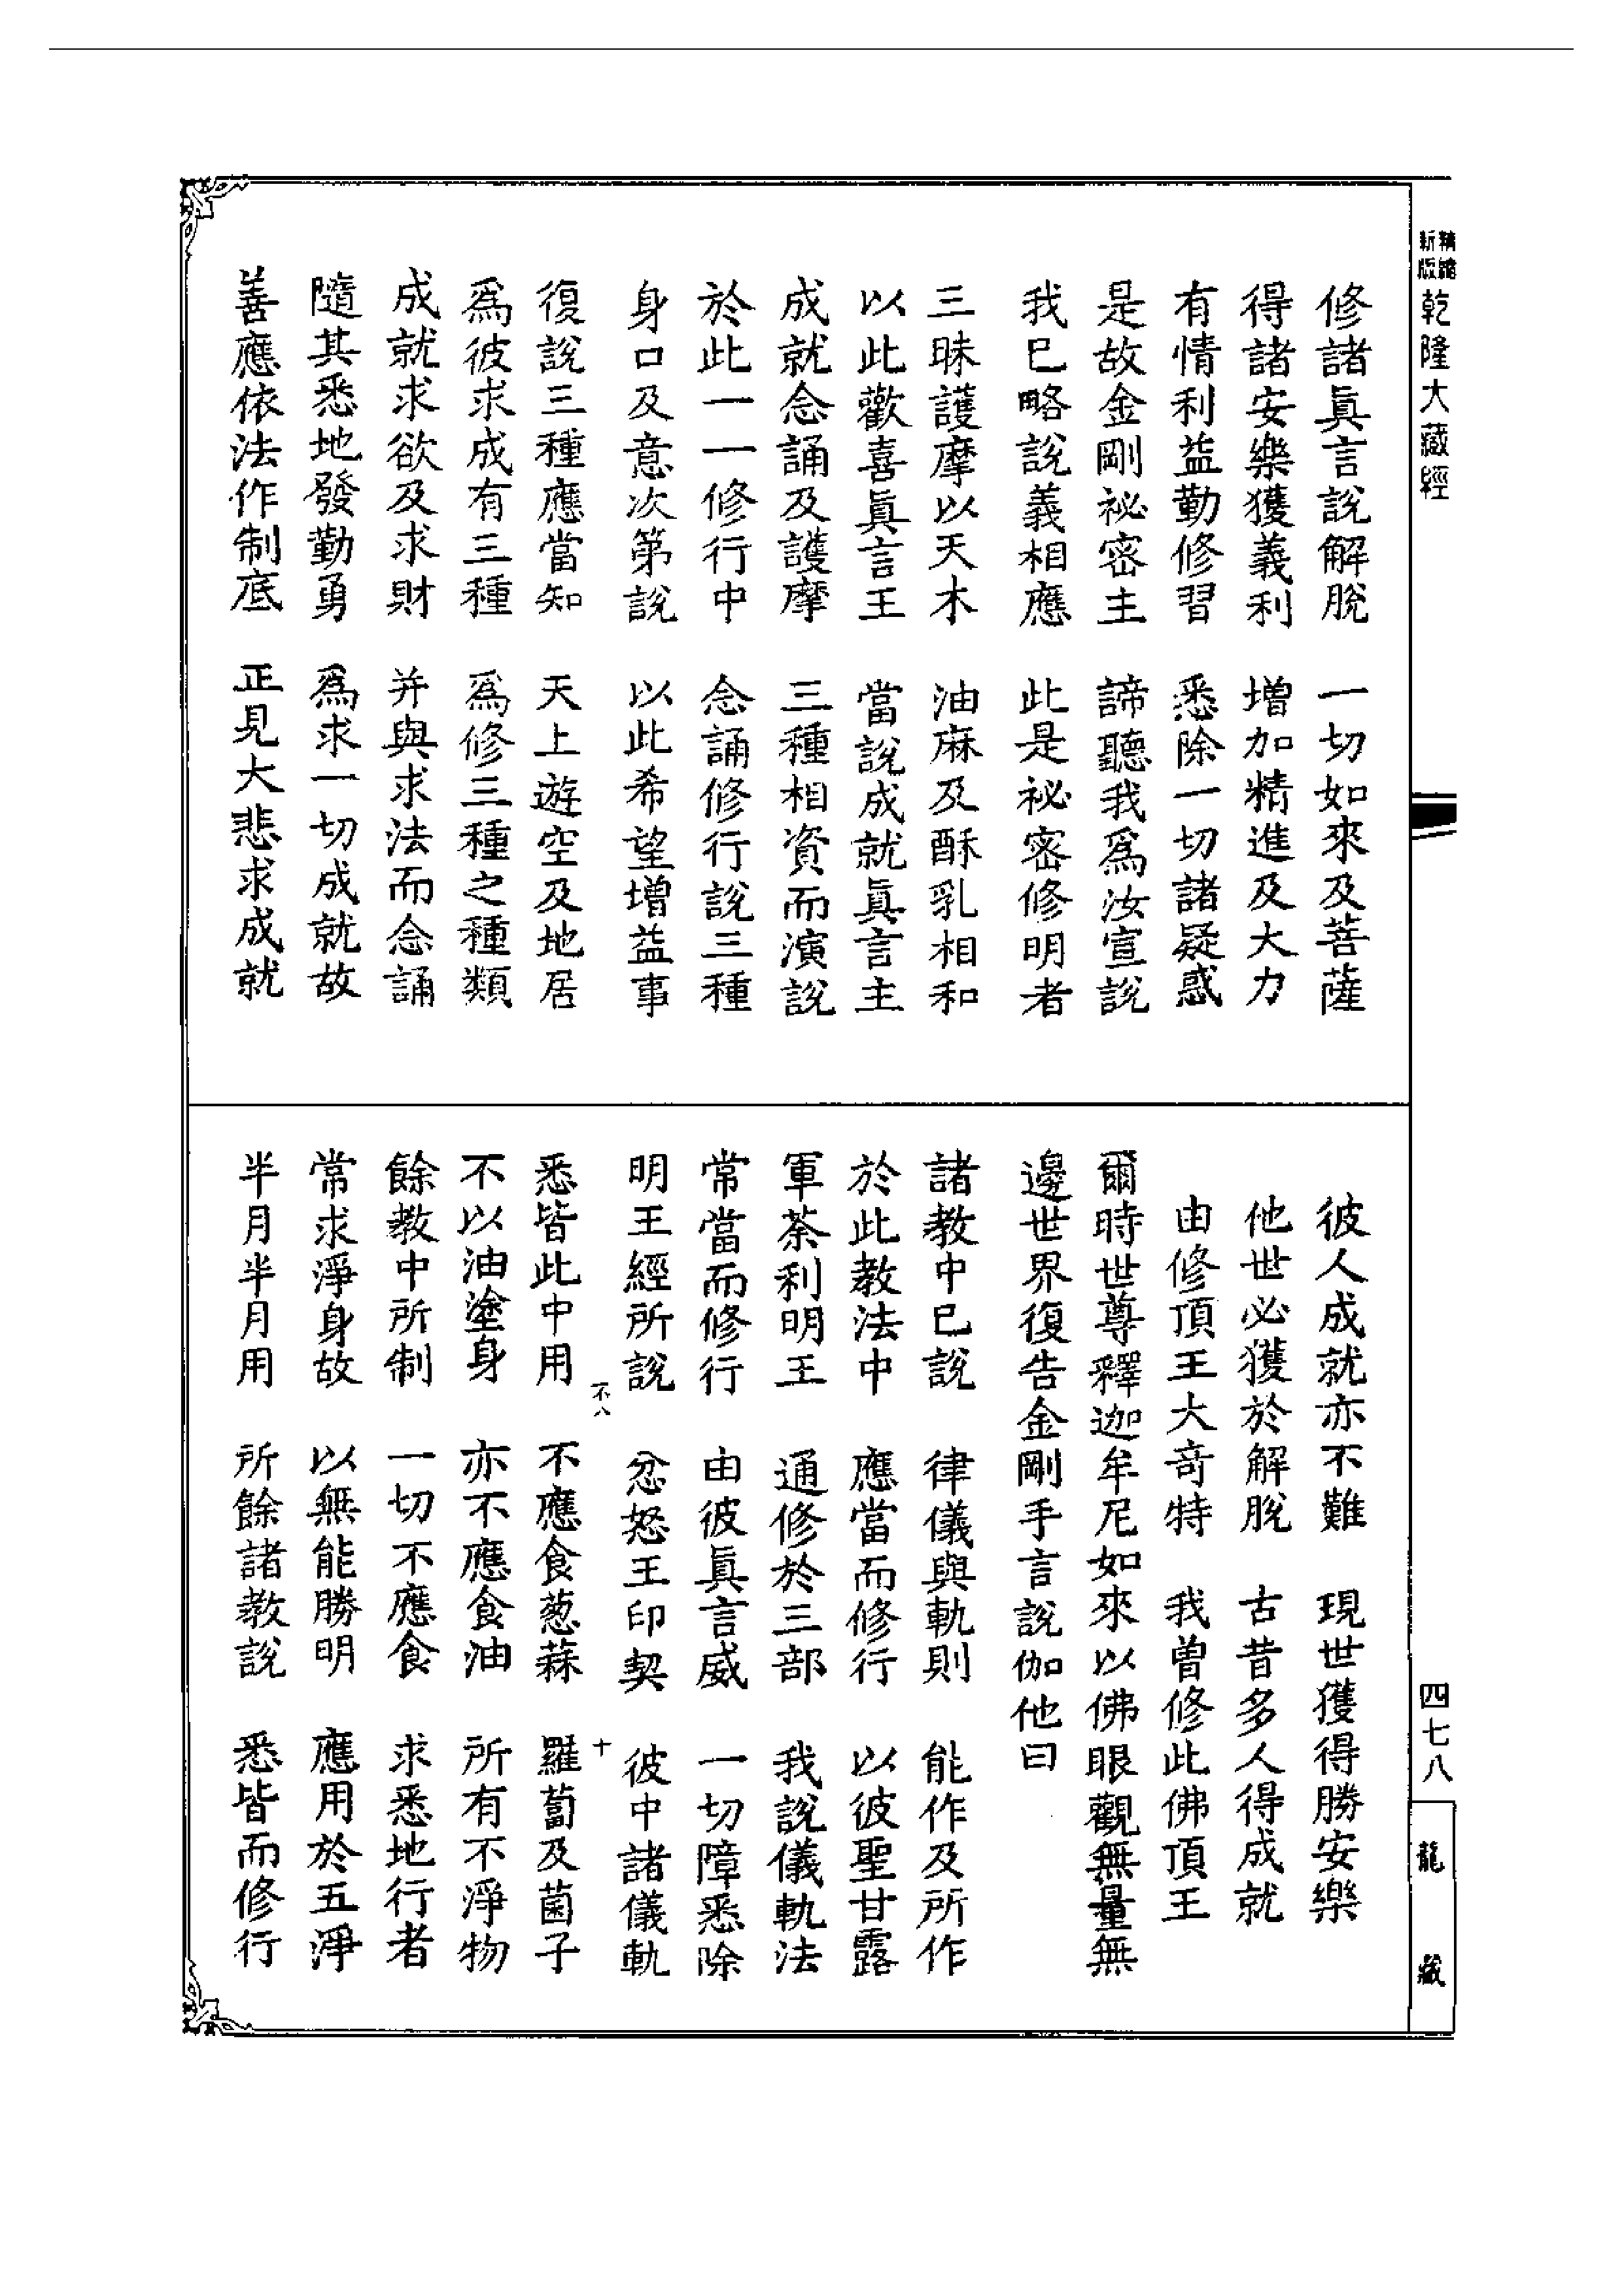 精縮新版 乾隆大藏經
修諸眞言說解脫 一切如來及菩薩
得諸安樂獲義利 增加精進及大力
有情利益勤修習 悉除一切諸疑惑
是故金剛祕密主 諦聽我爲汝宣說
我已略說義相應 此是祕密修明者
三昧護摩以天木 油麻及酥乳相和
以此歡喜眞言王 當說成就眞言主
成就念誦及護摩 三種相資而演說
於此一一修行中 念誦修行說三種
身口及意次第說 以此希望增益事
復說三種應當知 天上遊空及地居
爲彼求成有三種 爲修三種之種類
成就求欲及求財 并與求法而念誦
隨其悉地發勤勇 爲求一切成就故
善應依法作制底 正見大悲求成就
彼人成就亦不難 現世獲得勝安樂
他世必獲於解脫 古昔多人得成就
由修頂王大奇特 我曾修此佛頂王
爾時世尊釋迦牟尼如來以佛眼觀無量無
邊世界復告金剛手言說伽他曰
諸教中已說 律儀與軌則 能作及所作
於此教法中 應當而修行 以彼聖甘露
軍荼利明王 通修於三部 我說儀軌法
常當而修行 由彼眞言威 一切障悉除
明王經所說 忿怒王印契 彼中諸儀軌
不八 十
悉皆此中用 不應食葱蒜 羅蔔及菌子
不以油塗身 亦不應食油 所有不淨物
餘教中所制 一切不應食 求悉地行者
常求淨身故 以無能勝明 應用於五淨
半月半月用 所餘諸教說 悉皆而修行
四七八
龍藏